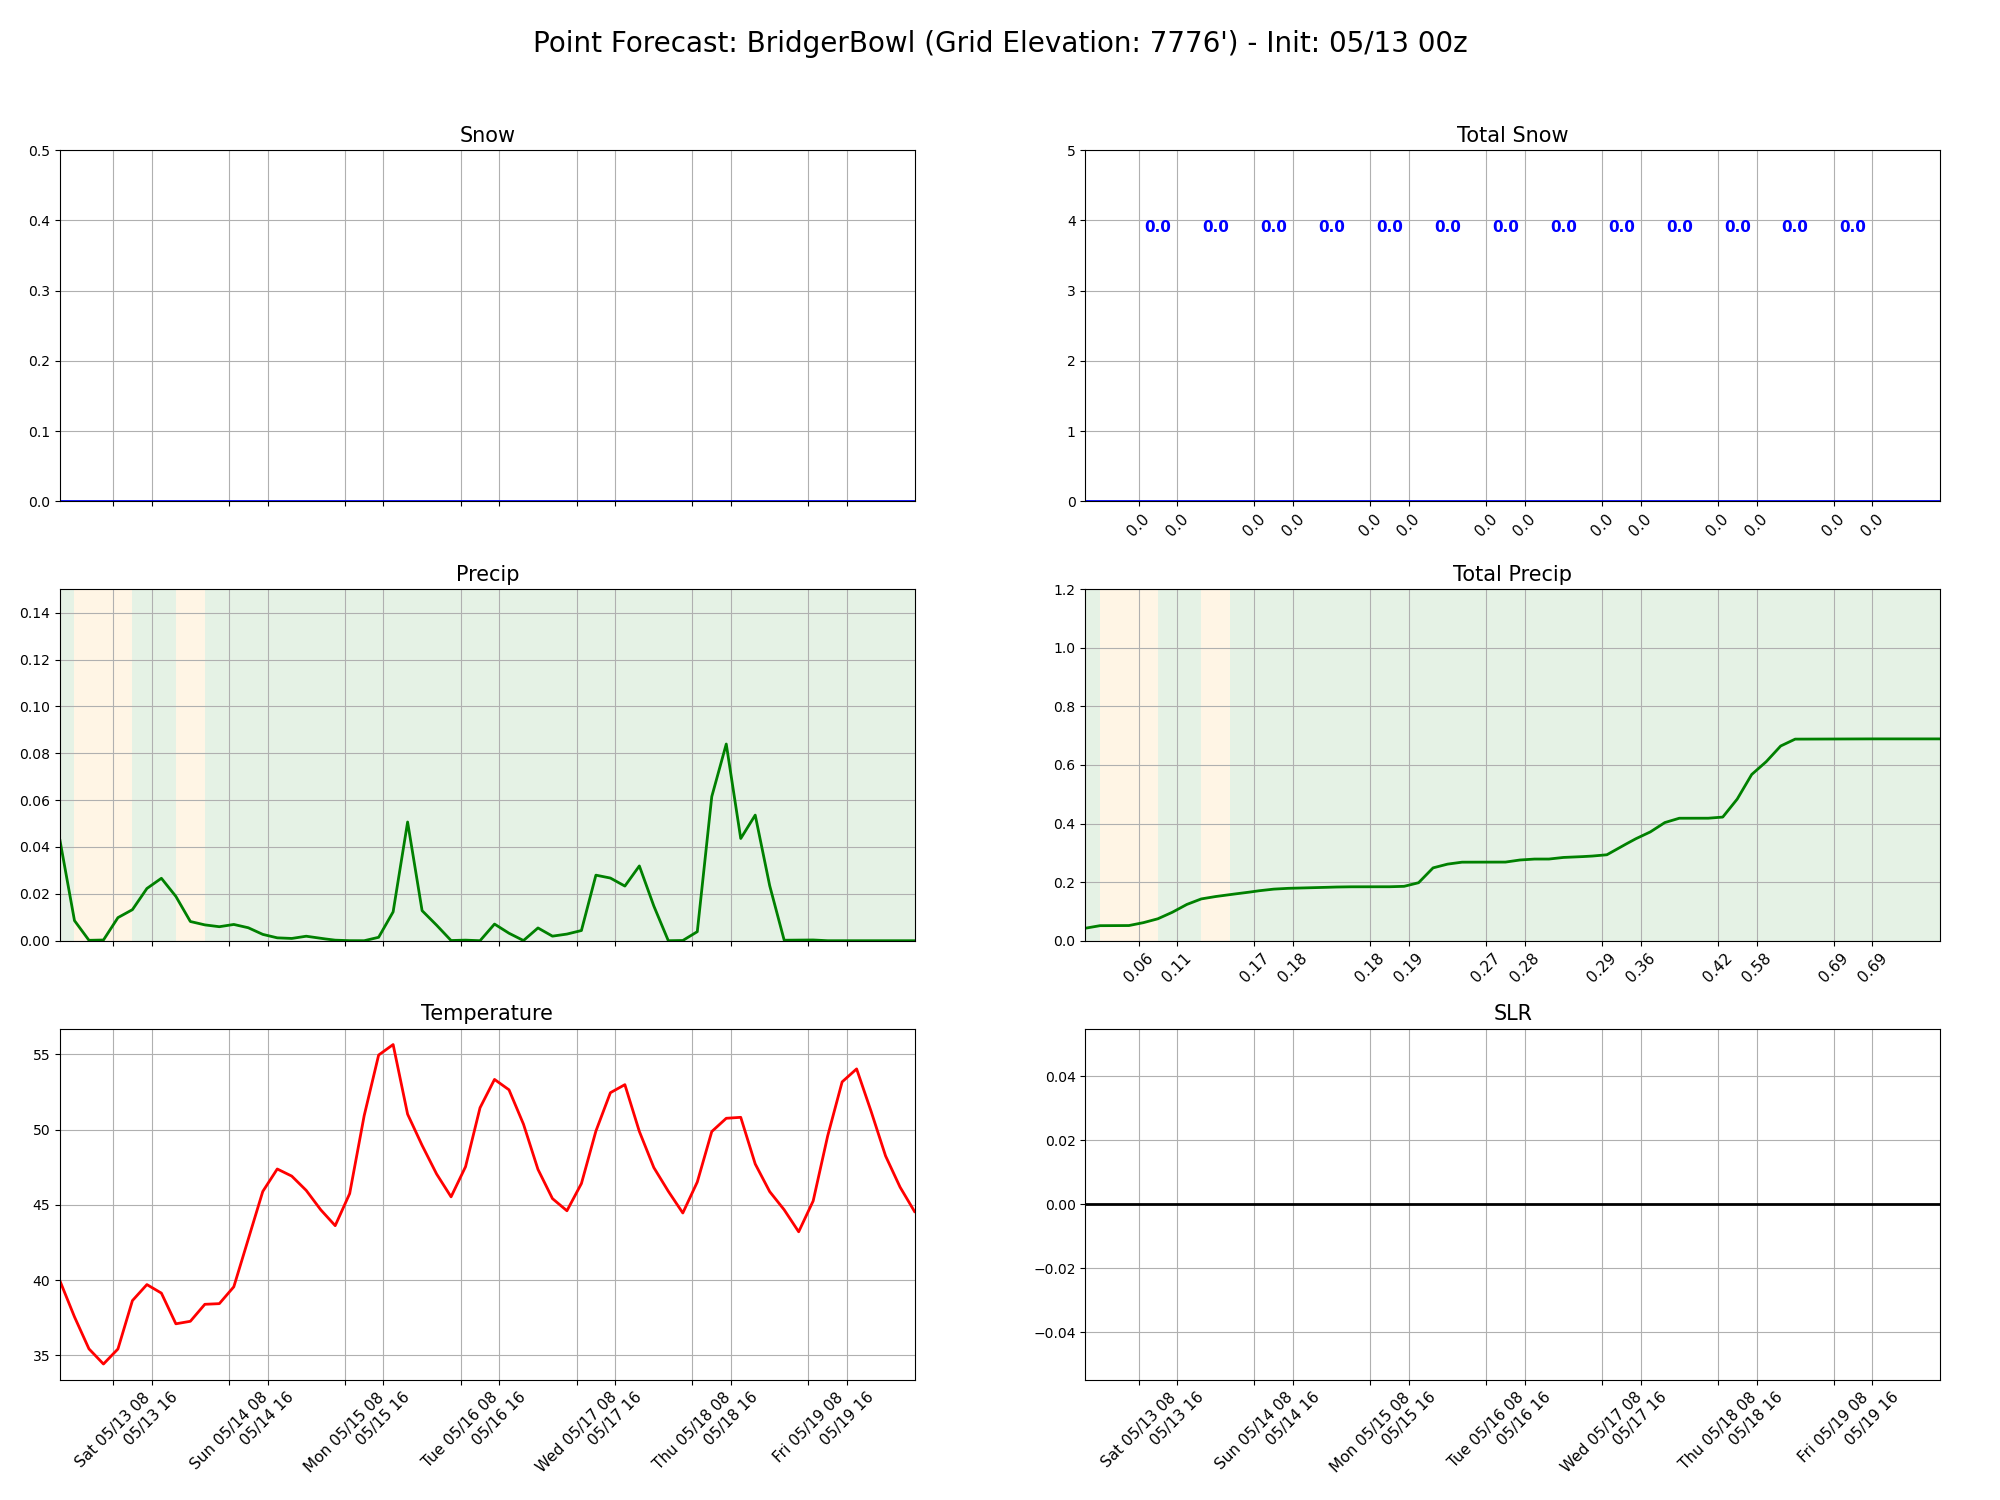 Point Forecast: BridgerBowl (Grid Elevation: 7776') - Init: 05/13 00z
Snow
0.5
0.4
0.3
0.2
0.1
0.0
Total Snow
5
4
3
2
1
0
0.0 0.0 0.0 0.0 0.0 0.0 0.0 0.0 0.0 0.0 0.0 0.0 0.0
0.0 0.0 0.0 0.0 0.0 0.0 0.0 0.0 0.0 0.0 0.0 0.0 0.0 0.0
Precip
0.14
0.12
0.10
0.08
0.06
0.04
0.02
0.00
Total Precip
1.2
1.0
0.8
0.6
0.4
0.2
0.0
0.06 0.11 0.17 0.18 0.18 0.19 0.27 0.28 0.29 0.36 0.42 0.58 0.69 0.69
Temperature
55
50
45
40
35
Sat 05/13 08
05/13 16
Sun 05/14 08
05/14 16
Mon 05/15 08
05/15 16
Tue 05/16 08
05/16 16
Wed 05/17 08
05/17 16
Thu 05/18 08
05/18 16
Fri 05/19 08
05/19 16
SLR
0.04
0.02
0.00
−0.02
−0.04
Sat 05/13 08
05/13 16
Sun 05/14 08
05/14 16
Mon 05/15 08
05/15 16
Tue 05/16 08
05/16 16
Wed 05/17 08
05/17 16
Thu 05/18 08
05/18 16
Fri 05/19 08
05/19 16